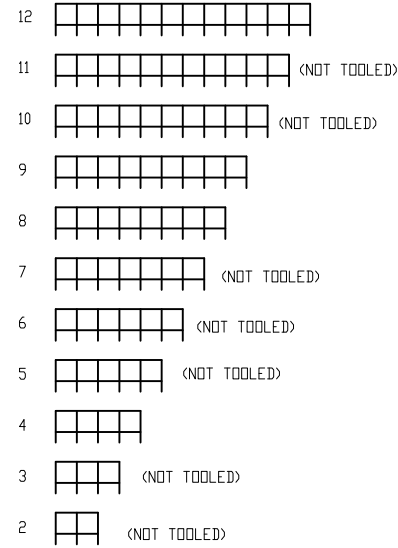 12
11 (NOT TOOLED)
10 (NOT TOOLED)
9
8
7 (NOT TOOLED)
6 (NOT TOOLED)
5 (NOT TOOLED)
4
3 (NOT TOOLED)
2 (NOT TOOLED)